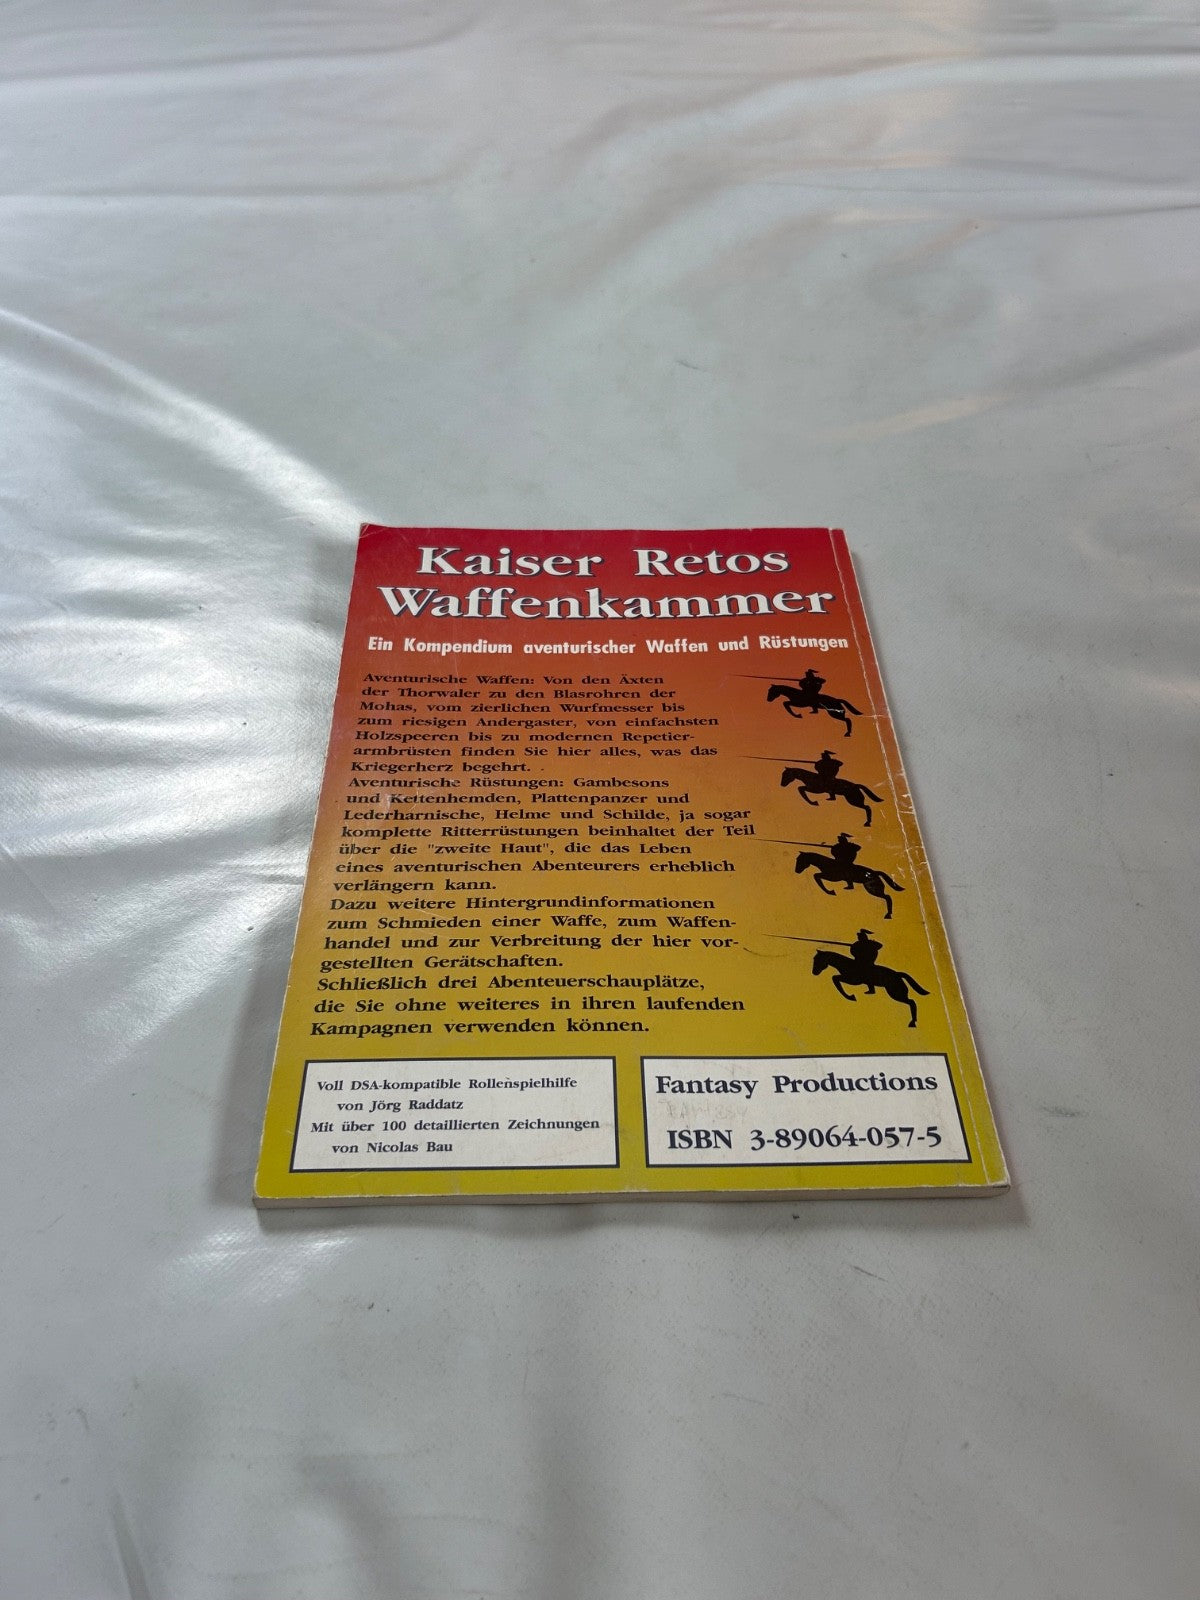 Kaiser Retos
Waffenkammer
Ein Kompendium aventurischer Waffen und Rüstungen
Aventurische Waffen: Von den Äxten
der Thorwaler zu den Blasrohren der
Mohas, vom zierlichen Wurfmesser bis
zum riesigen Andergaster, von einfachsten
Holzspeeren bis zu modernen Repetier-
armbrüsten finden Sie hier alles, was das
Kriegerherz begehrt.
Aventurische Rüstungen: Gambesons
und Kettenhemden, Plattenpanzer und
Lederharnische, Helme und Schilde, ja sogar
komplette Ritterrüstungen beinhaltet der Teil
über die "zweite Haut", die das Leben
eines aventurischen Abenteurers erheblich
verlängern kann.
Dazu weitere Hintergrundinformationen
zum Schmieden einer Waffe, zum Waffen-
handel und zur Verbreitung der hier vor-
gestellten Gerätschaften.
Schließlich drei Abenteuerschauplätze,
die Sie ohne weiteres in ihren laufenden
Kampagnen verwenden können.
Voll DSA-kompatible Rollenspielhilfe
von Jörg Raddatz
Mit über 100 detaillierten Zeichnungen
von Nicolas Bau
Fantasy Productions
ISBN 3-89064-057-5